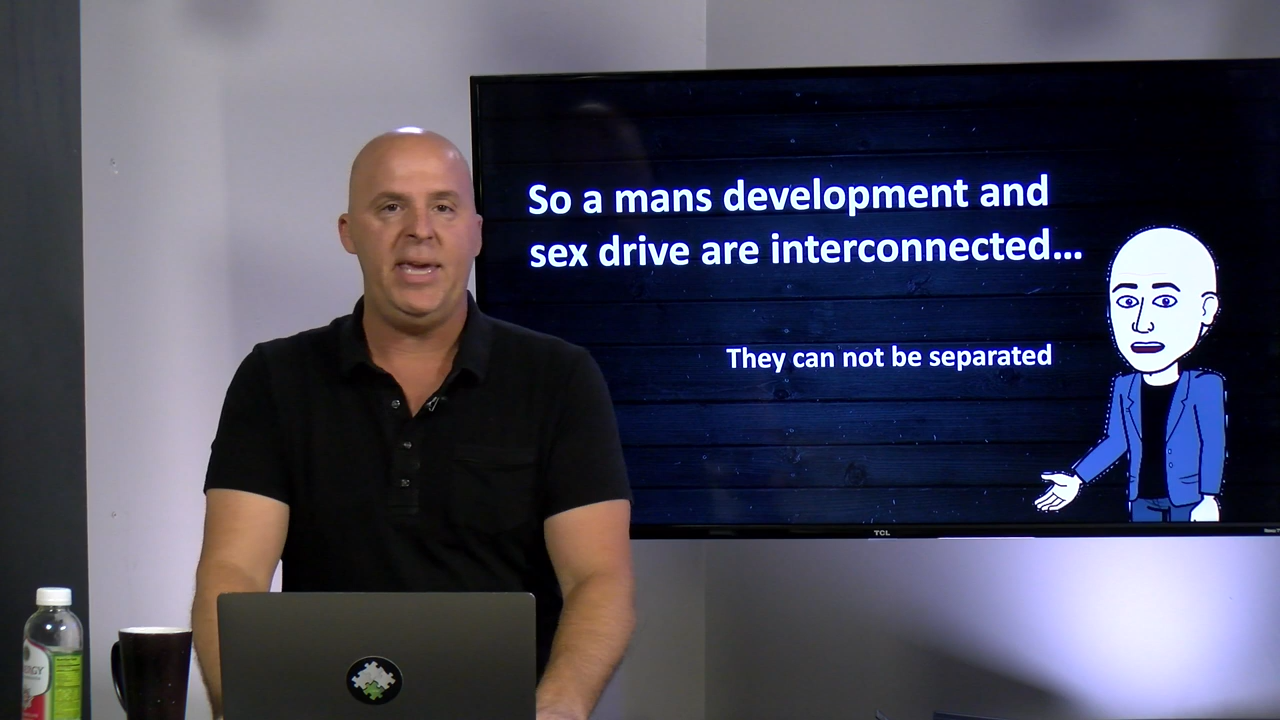 So a mans development and
sex drive are interconnected...
They can not be separated
TCL